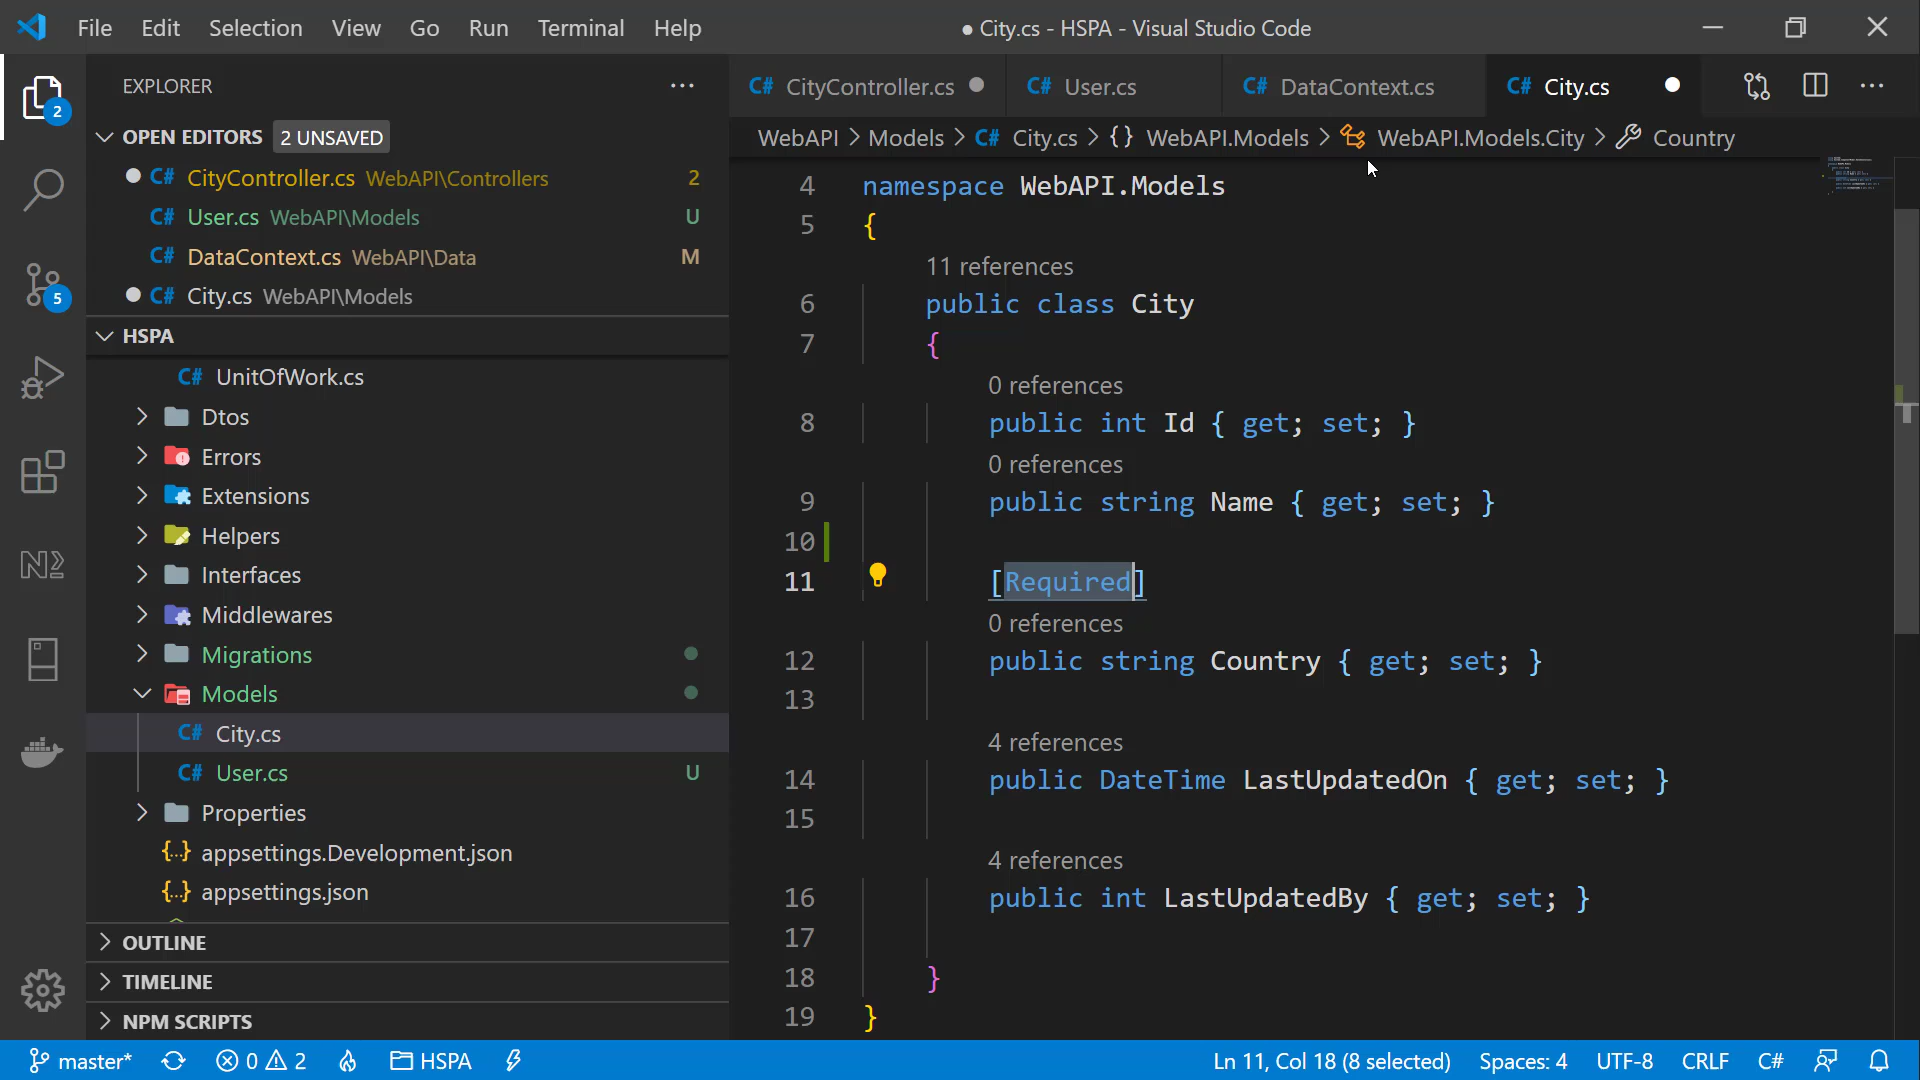 File Edit Selection View Go Run Terminal Help ● City.cs - HSPA - Visual Studio Code
EXPLORER
C# CityController.cs C# User.cs C# DataContext.cs C# City.cs
2
OPEN EDITORS 2 UNSAVED
WebAPI > Models > C# City.cs > {} WebAPI.Models > WebAPI.Models.City > Country
C# CityController.cs WebAPI\Controllers 2
C# User.cs WebAPI\Models U
C# DataContext.cs WebAPI\Data M
C# City.cs WebAPI\Models
5
HSPA
C# UnitOfWork.cs
Dtos
Errors
Extensions
Helpers
Interfaces
Middlewares
Migrations
Models
C# City.cs
C# User.cs U
Properties
{...} appsettings.Development.json
{...} appsettings.json
OUTLINE
TIMELINE
NPM SCRIPTS
4 namespace WebAPI.Models
5 {
11 references
6 public class City
7 {
0 references
8 public int Id { get; set; }
0 references
9 public string Name { get; set; }
10
11 [Required]
0 references
12 public string Country { get; set; }
13
4 references
14 public DateTime LastUpdatedOn { get; set; }
15
4 references
16 public int LastUpdatedBy { get; set; }
17
18 }
19 }
master* 0 2 HSPA Ln 11, Col 18 (8 selected) Spaces: 4 UTF-8 CRLF C#